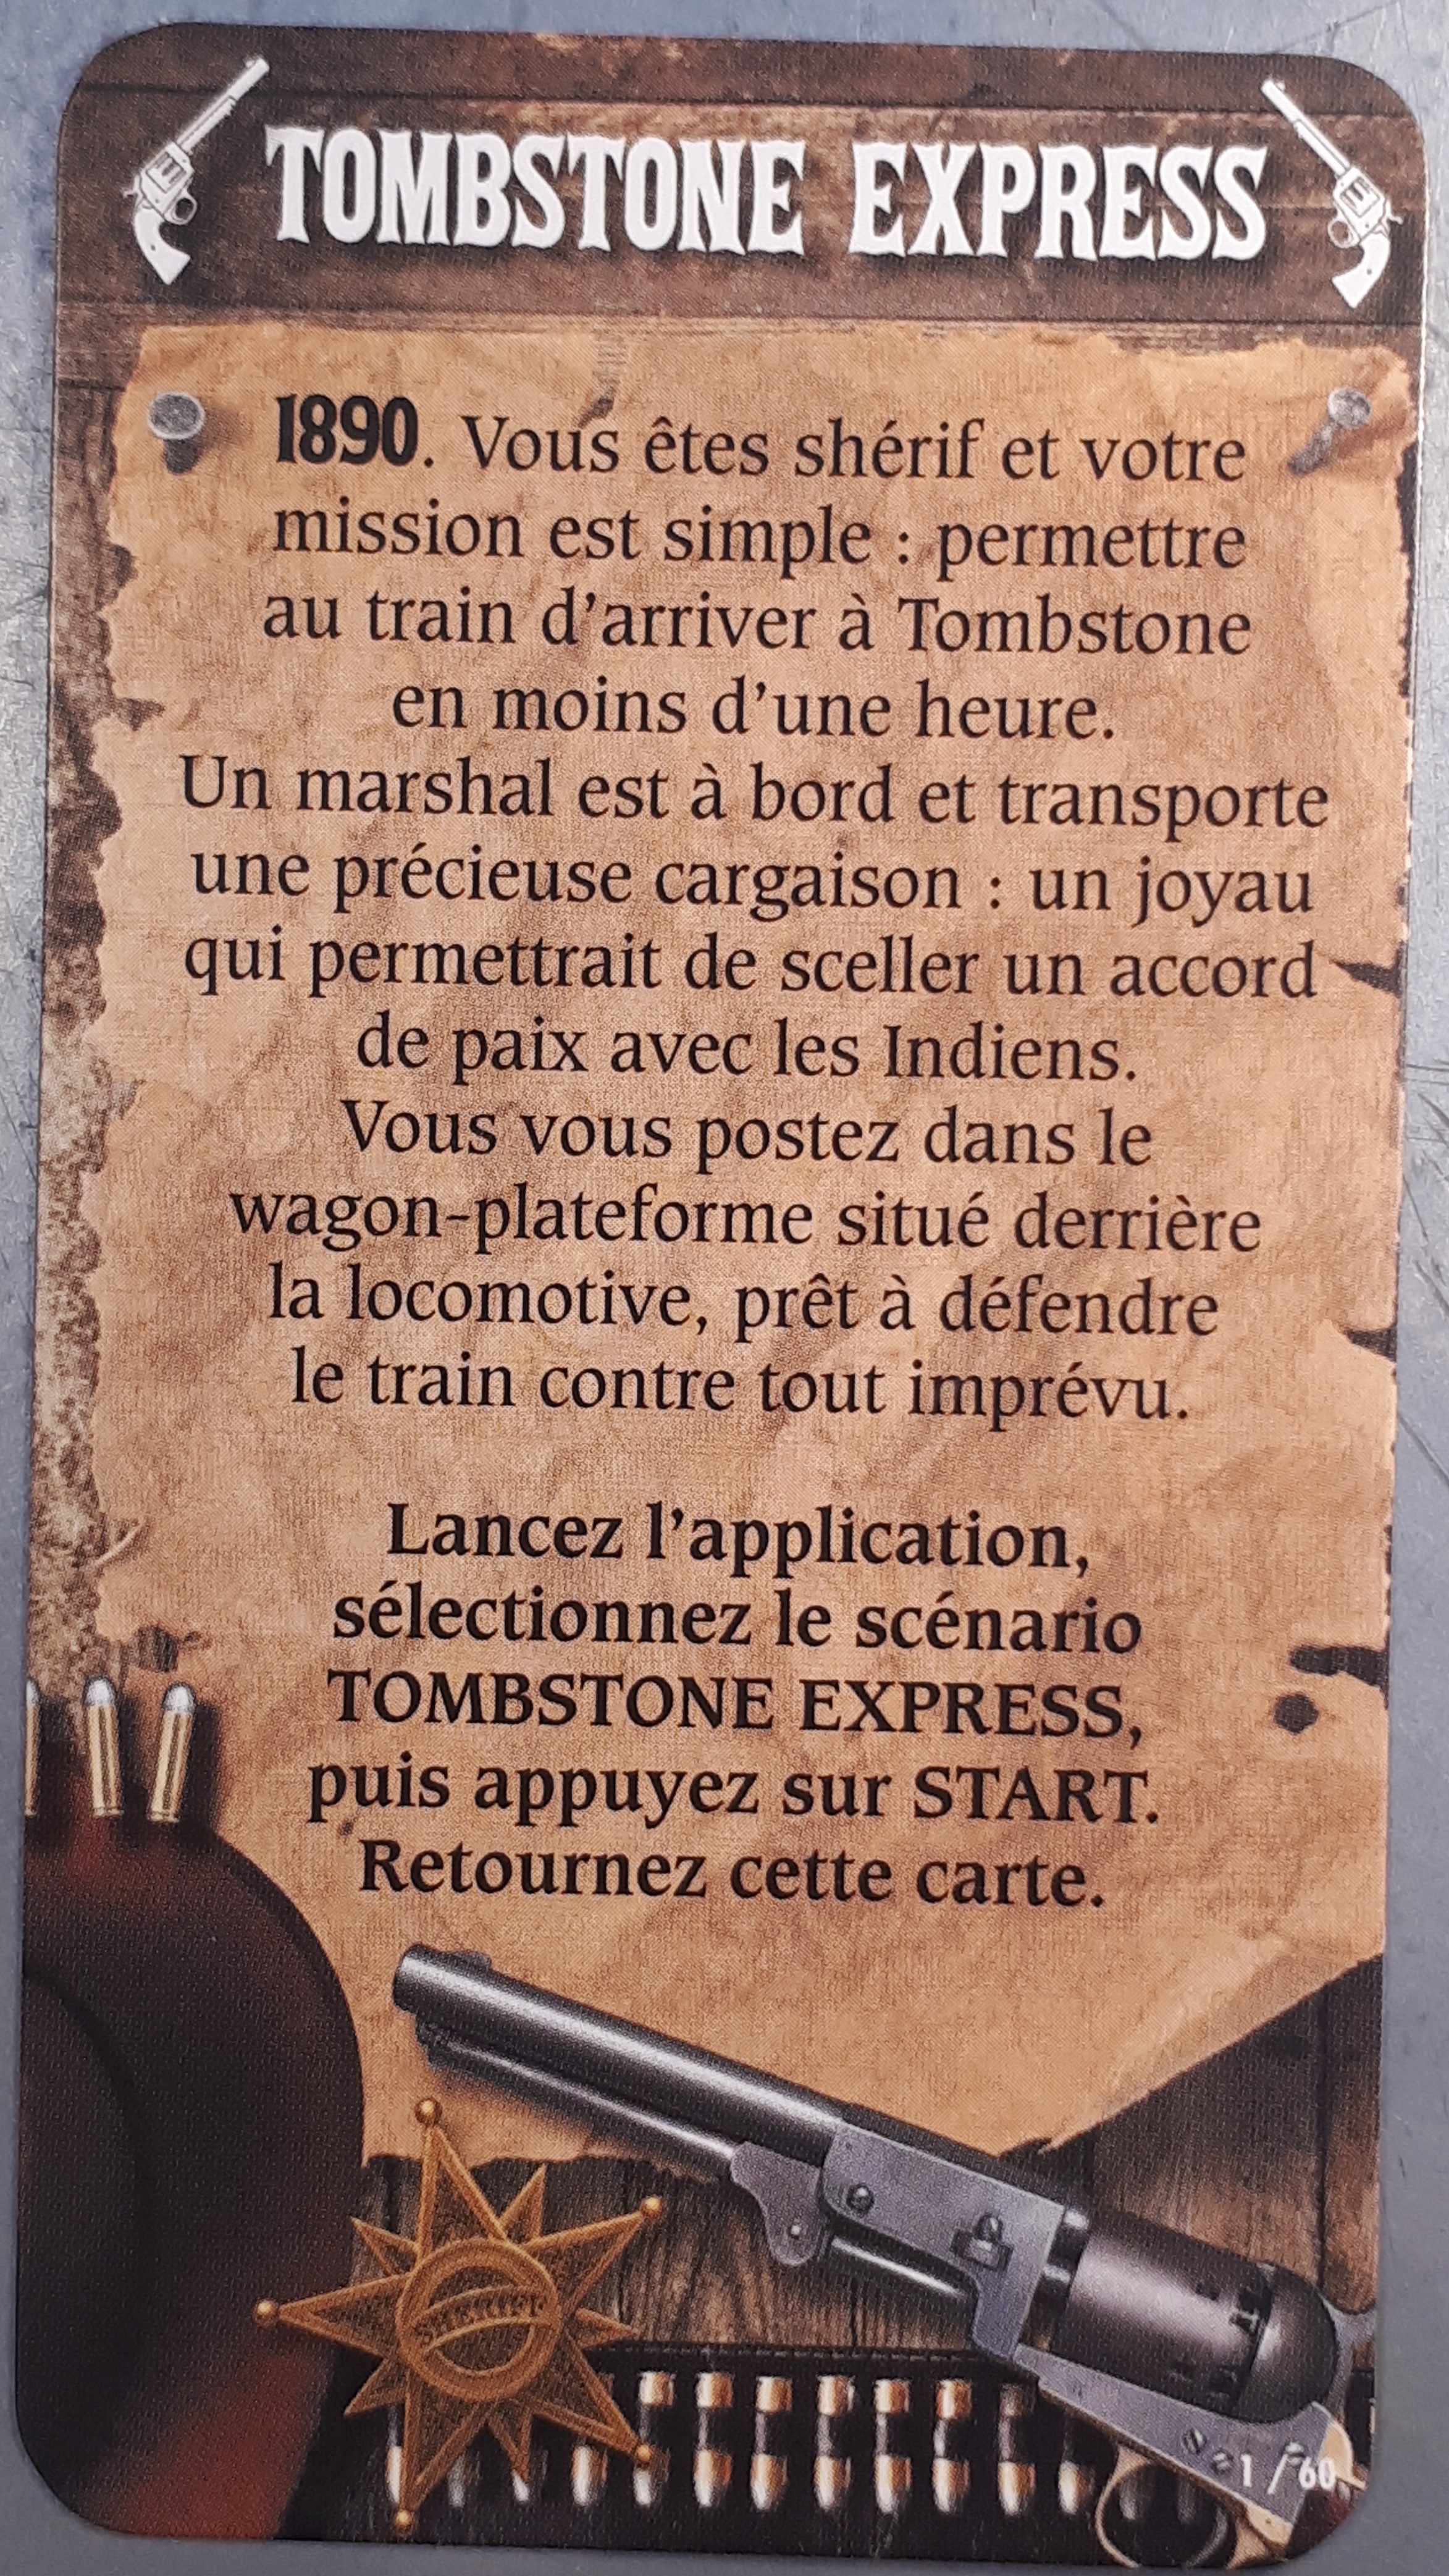 TOMBSTONE EXPRESS
1890. Vous êtes shérif et votre
mission est simple : permettre
au train d'arriver à Tombstone
en moins d'une heure.
Un marshal est à bord et transporte
une précieuse cargaison : un joyau
qui permettrait de sceller un accord
de paix avec les Indiens.
Vous vous postez dans le
wagon-plateforme situé derrière
la locomotive, prêt à défendre
le train contre tout imprévu.
Lancez l'application,
sélectionnez le scénario
TOMBSTONE EXPRESS,
puis appuyez sur START.
Retournez cette carte.
SHERIFF
1 / 60